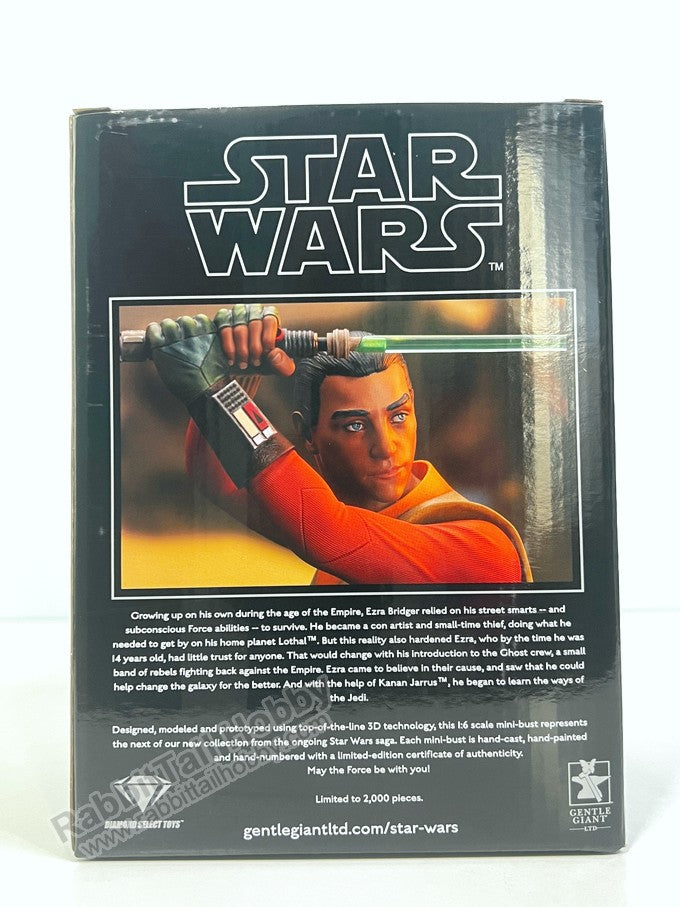 STAR
WARS™
Growing up on his own during the age of the Empire, Ezra Bridger relied on his street smarts -- and
subconscious Force abilities -- to survive. He became a con artist and small-time thief, doing what he
needed to get by on his home planet Lothal™. But this reality also hardened Ezra, who by the time he was
14 years old, had little trust for anyone. That would change with his introduction to the Ghost crew, a small
band of rebels fighting back against the Empire. Ezra came to believe in their cause, and saw that he could
help change the galaxy for the better. And with the help of Kanan Jarrus™, he began to learn the ways of
the Jedi.
Designed, modeled and prototyped using top-of-the-line 3D technology, this 1:6 scale mini-bust represents
the next of our new collection from the ongoing Star Wars saga. Each mini-bust is hand-cast, hand-painted
and hand-numbered with a limited-edition certificate of authenticity.
May the Force be with you!
Limited to 2,000 pieces.
DIAMOND SELECT TOYS™
gentlegiantltd.com/star-wars
GENTLE
GIANT
LTD
RabbitTailHobby
www.rabbittailhobby.com